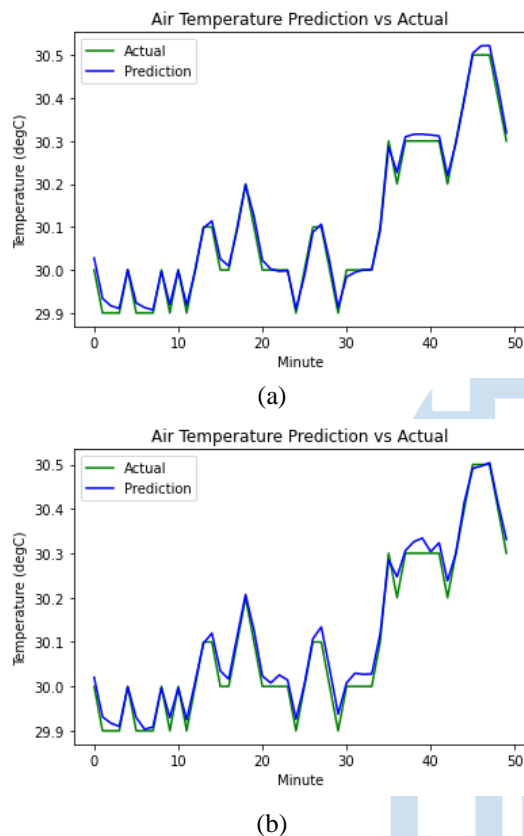 Air Temperature Prediction vs Actual
Actual
Prediction
Temperature (degC)
30.5
30.4
30.3
30.2
30.1
30.0
29.9
0 10 20 30 40 50
Minute
(a)
Air Temperature Prediction vs Actual
Actual
Prediction
Temperature (degC)
30.5
30.4
30.3
30.2
30.1
30.0
29.9
0 10 20 30 40 50
Minute
(b)